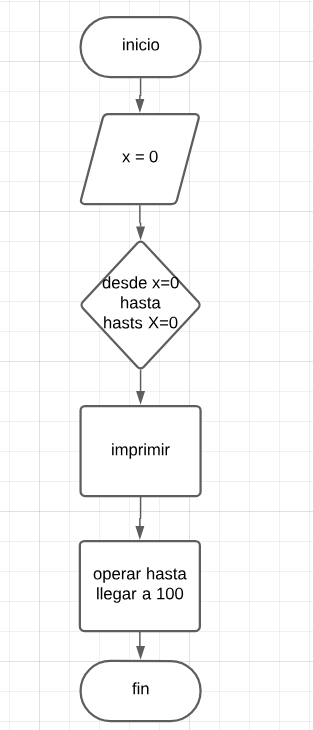 inicio
x = 0
desde x=0
hasta
hasts X=0
imprimir
operar hasta
llegar a 100
fin